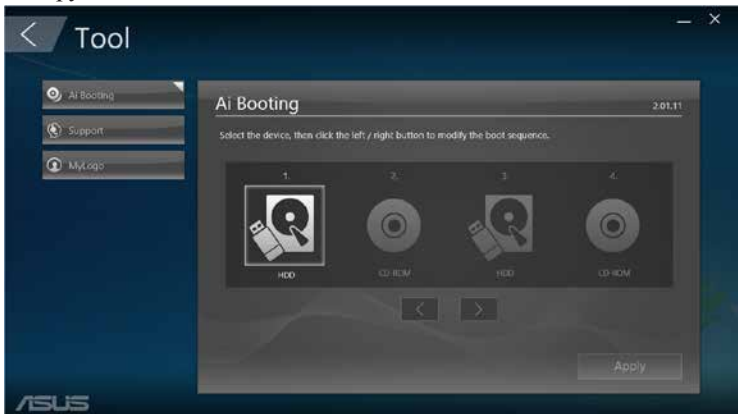 Tool
Ai Booting
Support
MyLogo
Ai Booting
2.01.11
Select the device, then click the left / right button to modify the boot sequence.
1.
2.
3.
4.
HDD
CD-ROM
HDD
CD-ROM
Apply
ASUS